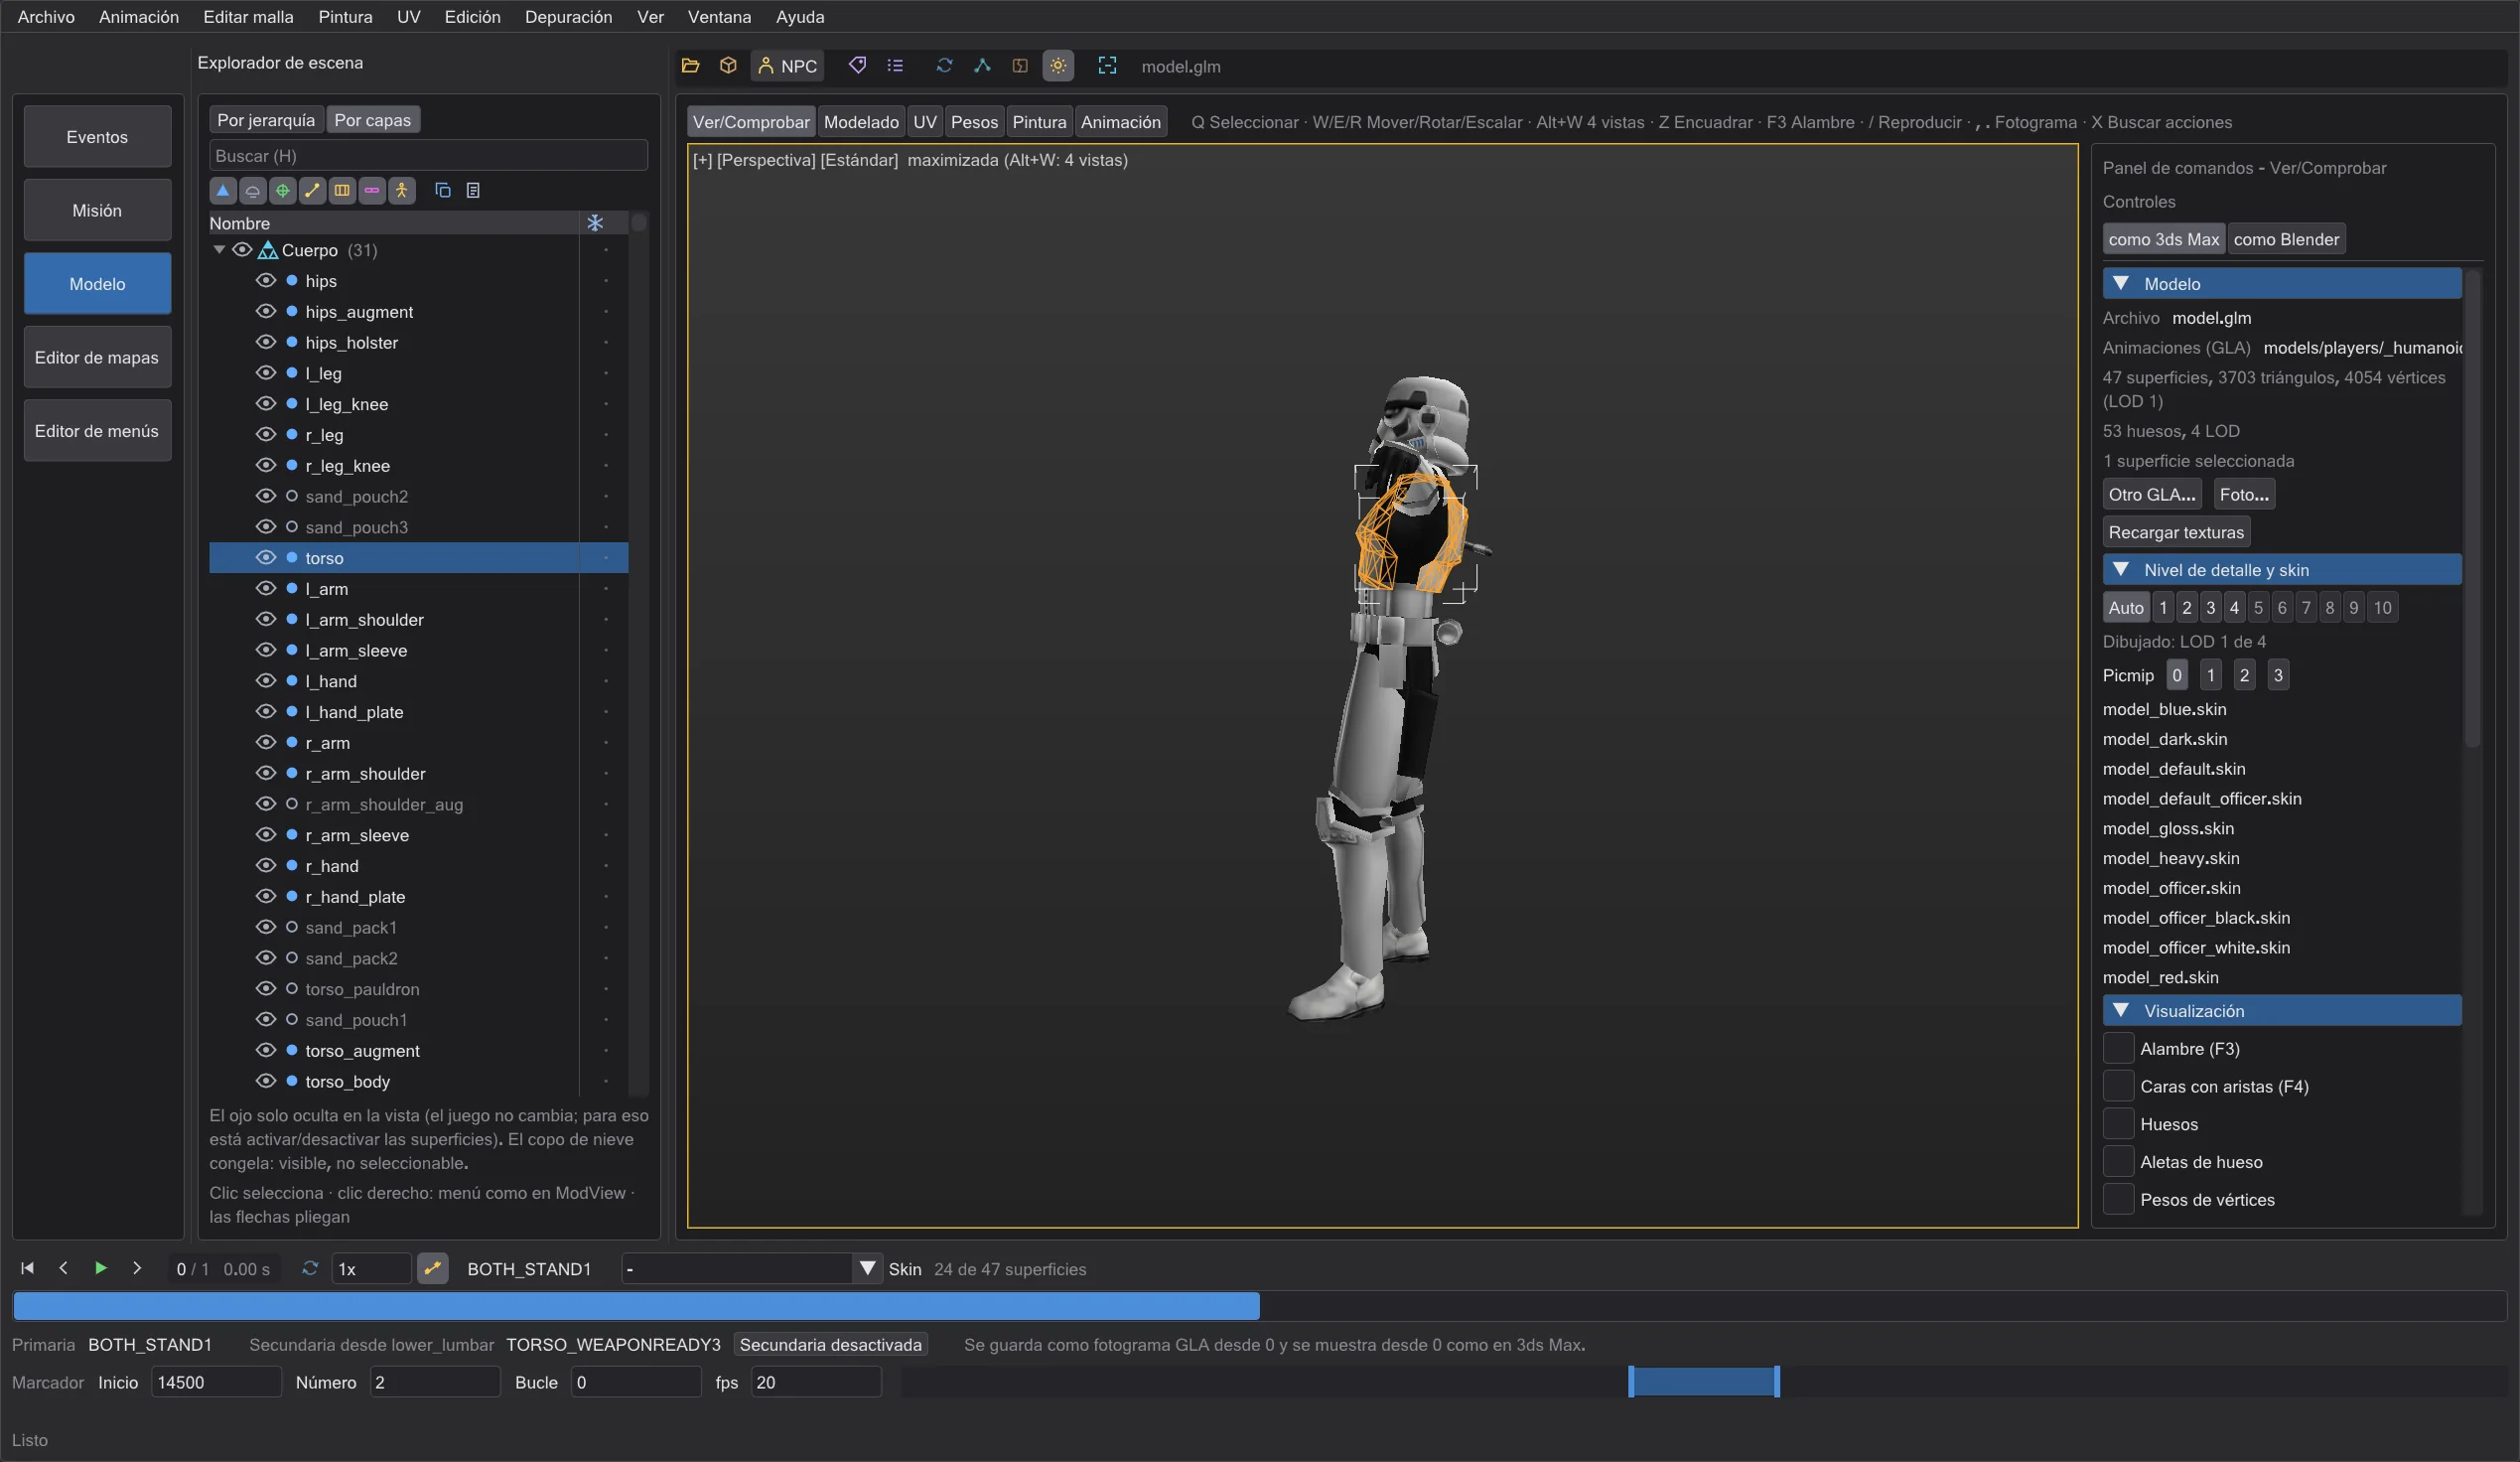 Archivo Animación Editar malla Pintura UV Edición Depuración Ver Ventana Ayuda
Explorador de escena
NPC model.glm
Eventos
Misión
Modelo
Editor de mapas
Editor de menús
Por jerarquía Por capas
Buscar (H)
Nombre
Cuerpo (31)
hips
hips_augment
hips_holster
l_leg
l_leg_knee
r_leg
r_leg_knee
sand_pouch2
sand_pouch3
torso
l_arm
l_arm_shoulder
l_arm_sleeve
l_hand
l_hand_plate
r_arm
r_arm_shoulder
r_arm_shoulder_aug
r_arm_sleeve
r_hand
r_hand_plate
sand_pack1
sand_pack2
torso_pauldron
sand_pouch1
torso_augment
torso_body
El ojo solo oculta en la vista (el juego no cambia; para eso
está activar/desactivar las superficies). El copo de nieve
congela: visible, no seleccionable.
Clic selecciona · clic derecho: menú como en ModView ·
las flechas pliegan
Ver/Comprobar Modelado UV Pesos Pintura Animación Q Seleccionar · W/E/R Mover/Rotar/Escalar · Alt+W 4 vistas · Z Encuadrar · F3 Alambre · / Reproducir · , . Fotograma · X Buscar acciones
[+] [Perspectiva] [Estándar] maximizada (Alt+W: 4 vistas)
Panel de comandos - Ver/Comprobar
Controles
como 3ds Max como Blender
Modelo
Archivo model.glm
Animaciones (GLA) models/players/_humanoi
47 superficies, 3703 triángulos, 4054 vértices
(LOD 1)
53 huesos, 4 LOD
1 superficie seleccionada
Otro GLA... Foto...
Recargar texturas
Nivel de detalle y skin
Auto 1 2 3 4 5 6 7 8 9 10
Dibujado: LOD 1 de 4
Picmip 0 1 2 3
model_blue.skin
model_dark.skin
model_default.skin
model_default_officer.skin
model_gloss.skin
model_heavy.skin
model_officer.skin
model_officer_black.skin
model_officer_white.skin
model_red.skin
Visualización
Alambre (F3)
Caras con aristas (F4)
Huesos
Aletas de hueso
Pesos de vértices
0 / 1 0.00 s 1x BOTH_STAND1 - Skin 24 de 47 superficies
Primaria BOTH_STAND1 Secundaria desde lower_lumbar TORSO_WEAPONREADY3 Secundaria desactivada Se guarda como fotograma GLA desde 0 y se muestra desde 0 como en 3ds Max.
Marcador Inicio 14500 Número 2 Bucle 0 fps 20
Listo